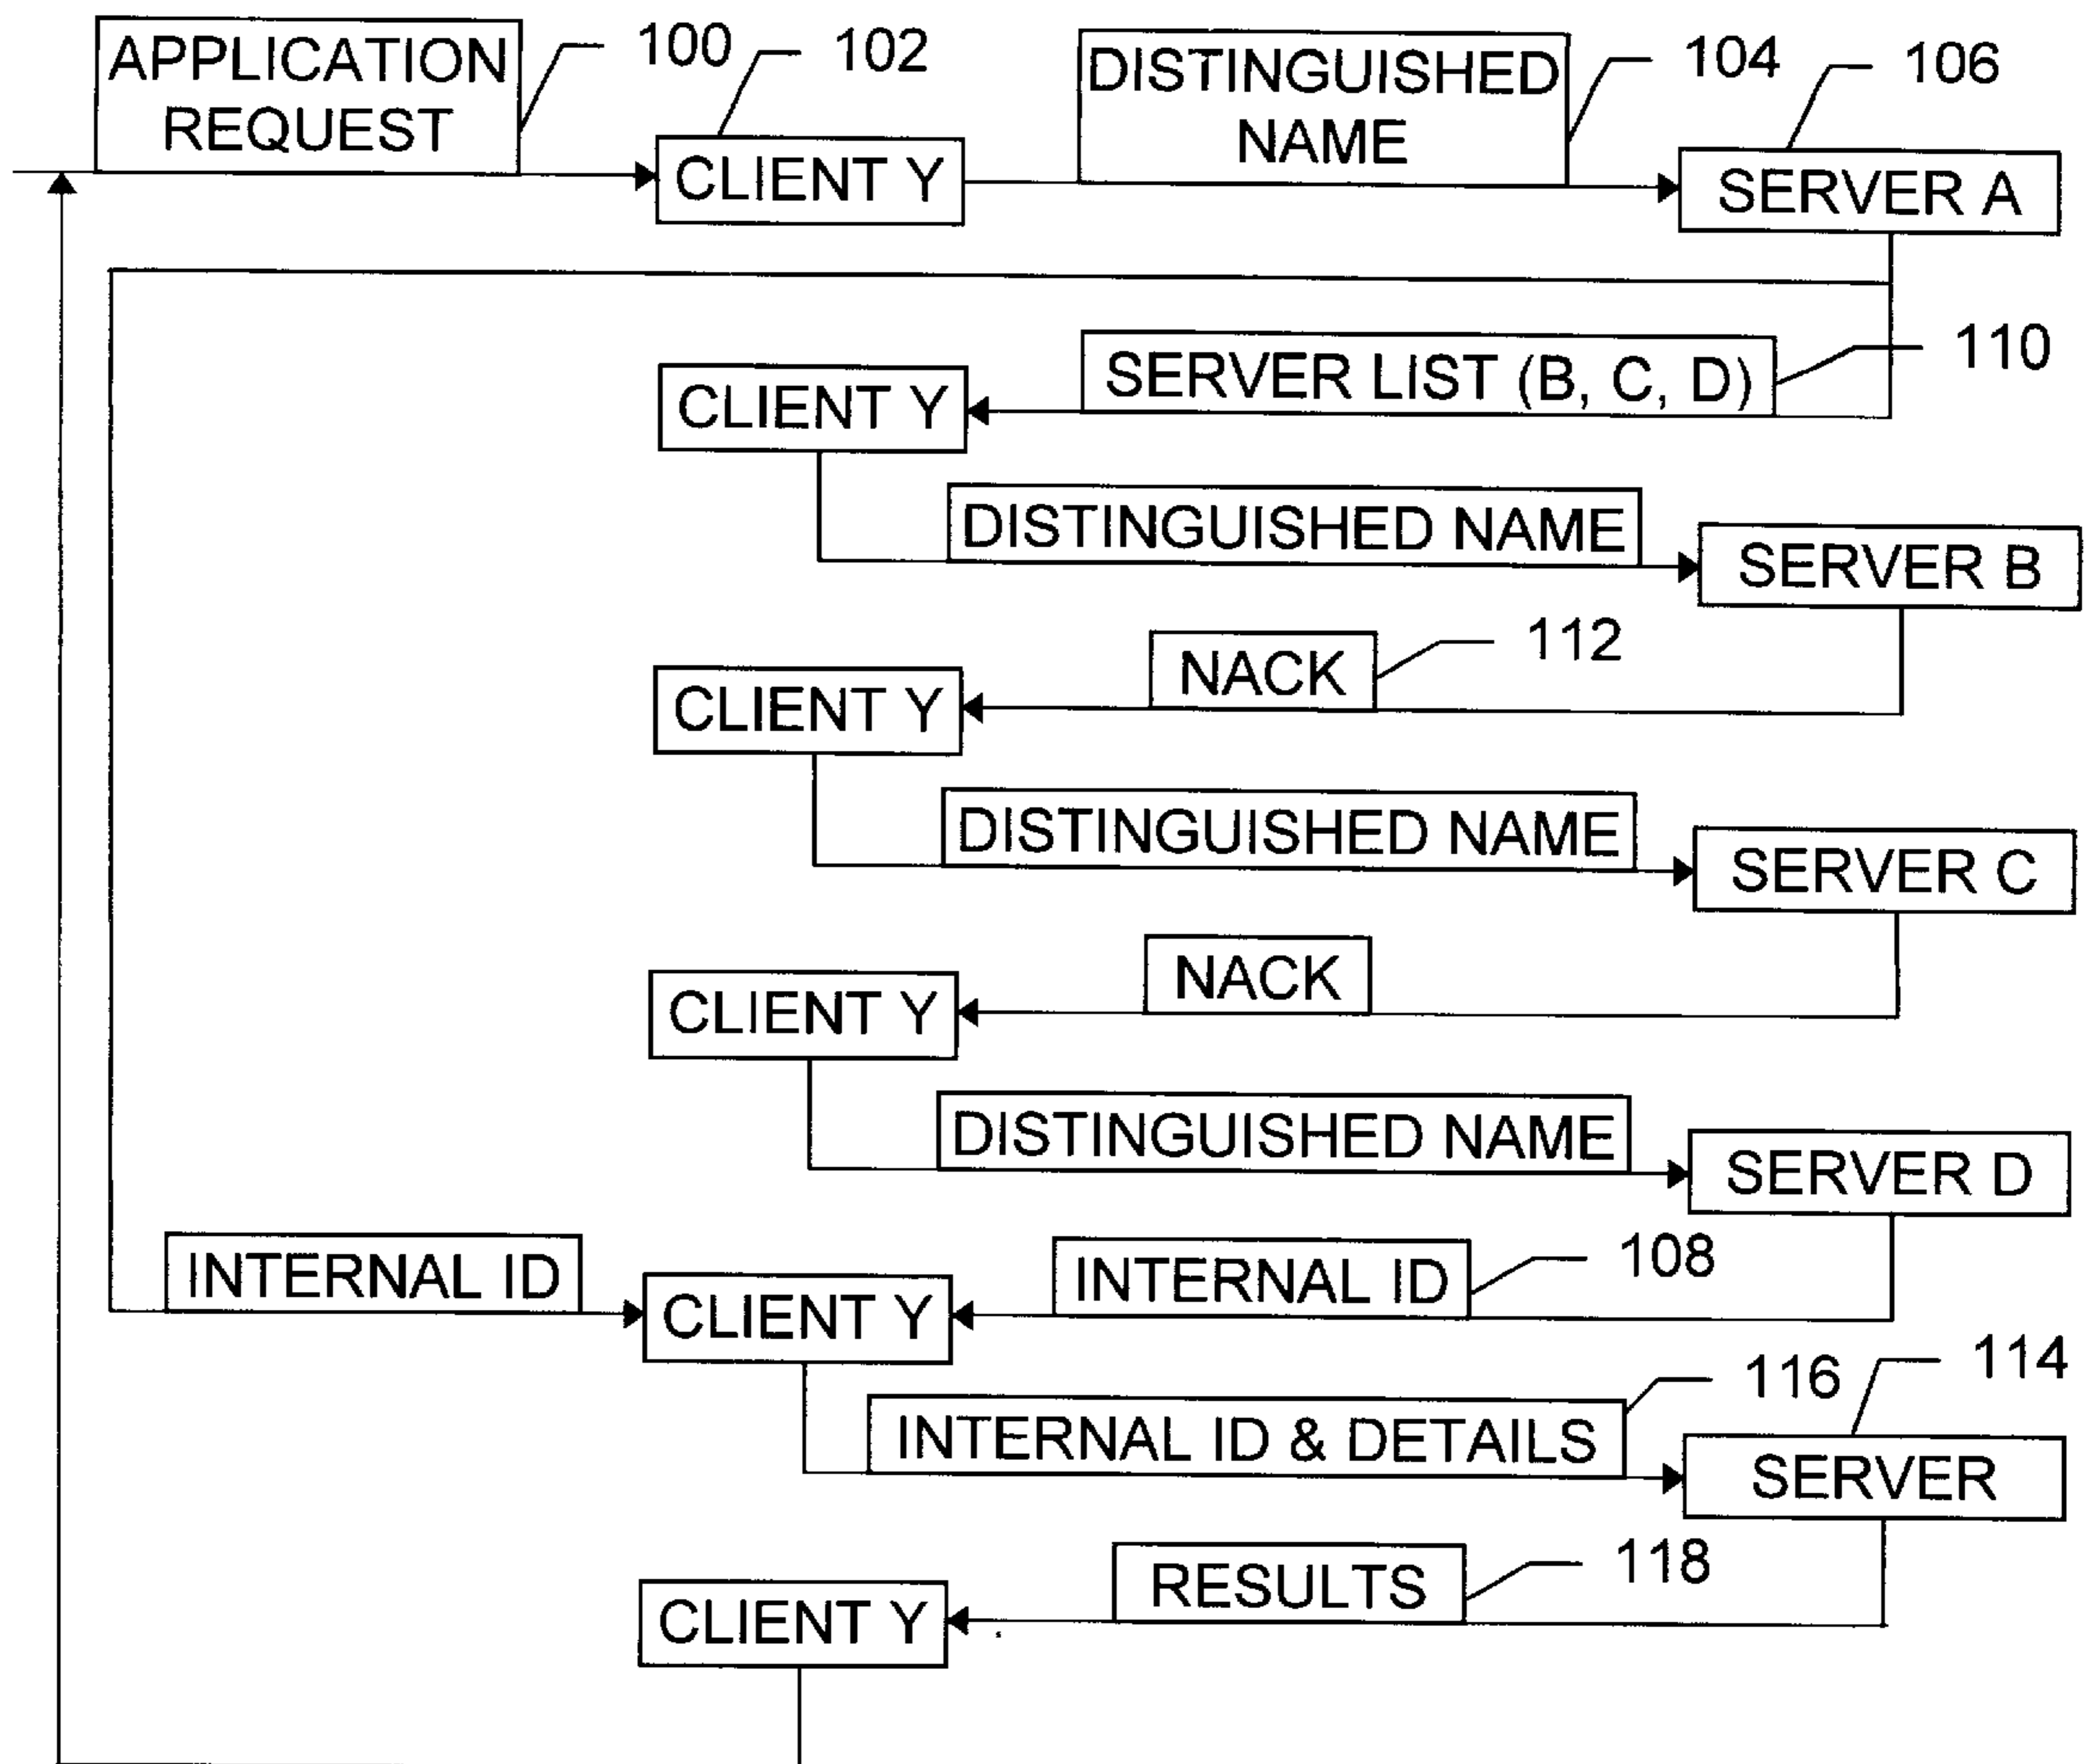 APPLICATION
REQUEST
100
102
CLIENT Y
DISTINGUISHED
NAME
104
106
SERVER A
SERVER LIST (B, C, D)
110
CLIENT Y
DISTINGUISHED NAME
SERVER B
NACK
112
CLIENT Y
DISTINGUISHED NAME
SERVER C
NACK
CLIENT Y
DISTINGUISHED NAME
SERVER D
INTERNAL ID
CLIENT Y
INTERNAL ID
108
INTERNAL ID & DETAILS
116
114
SERVER
RESULTS
118
CLIENT Y